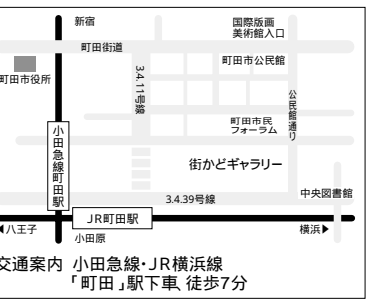 新宿
国際版画
美術館入口
町田街道
町田市公民館
町田市役所
3.4.11号線
公民館通り
町田市民
フォーラム
小田急線町田駅
街かどギャラリー
中央図書館
3.4.39号線
JR町田駅
◀八王子
小田原
横浜▶
交通案内 小田急線・JR横浜線
「町田」駅下車、徒歩7分